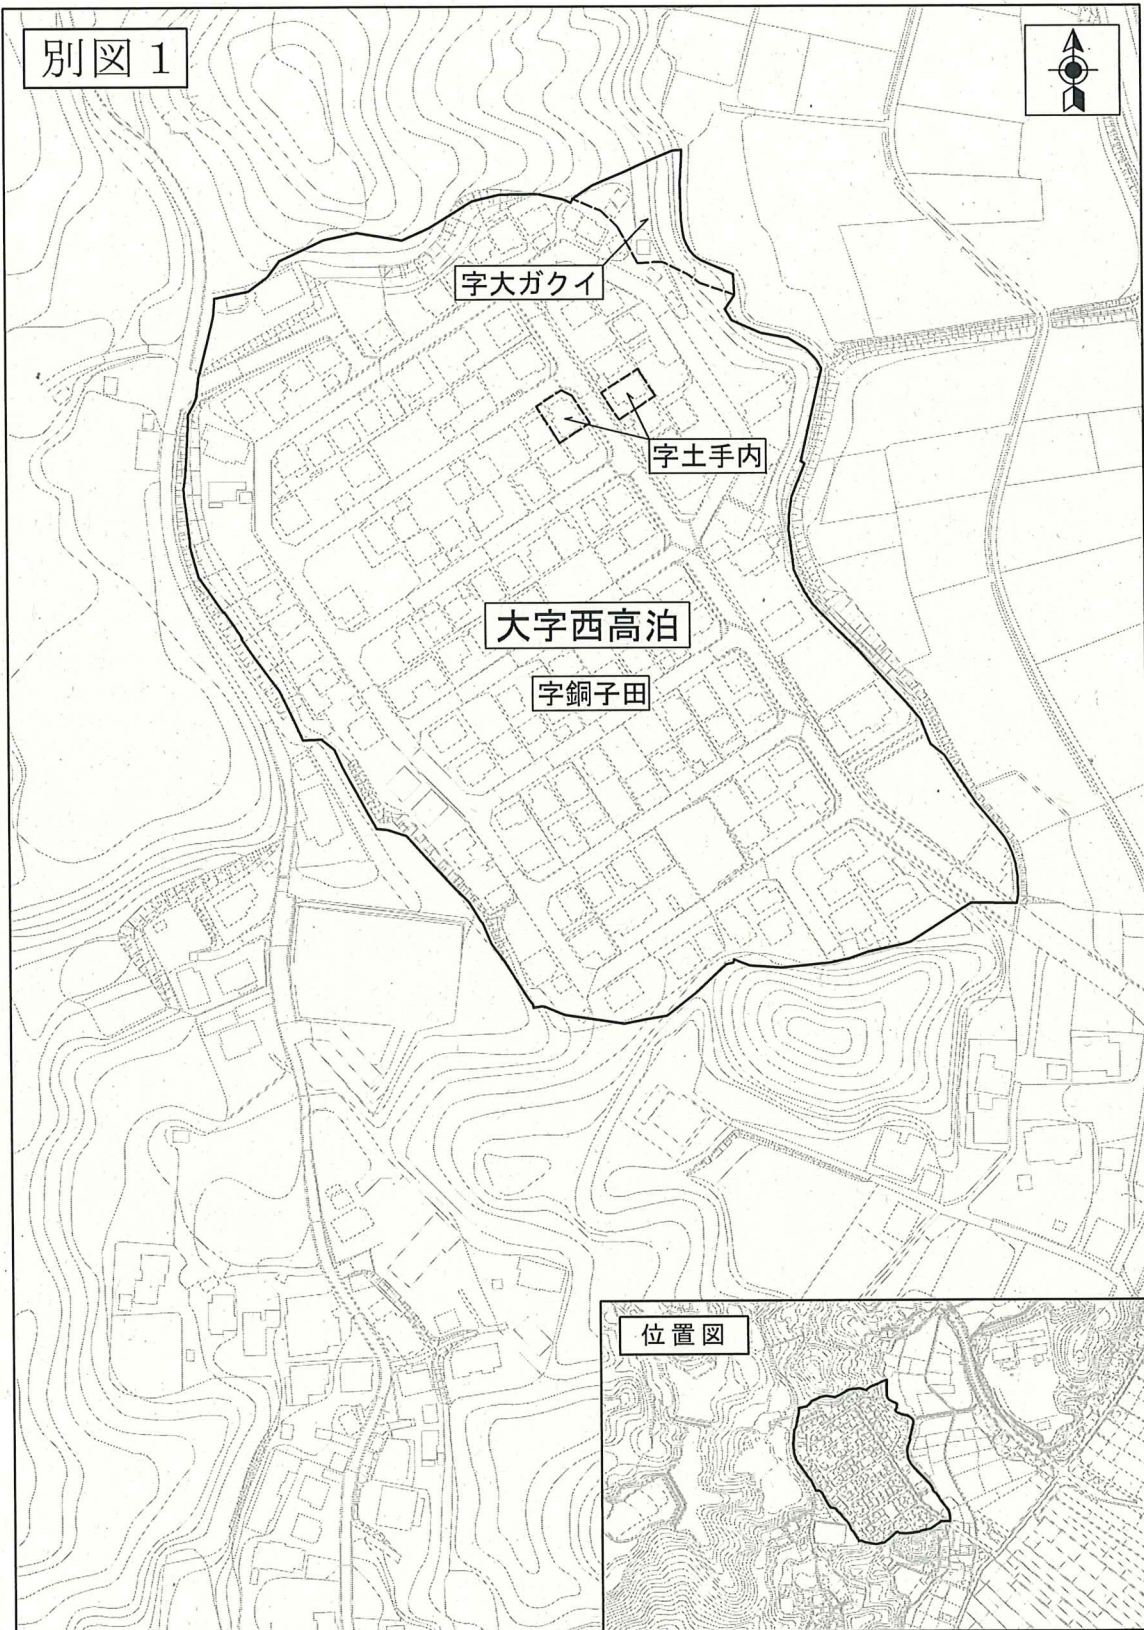 別図1
字大ガクイ
字土手内
大字西高泊
字銅子田
位置図